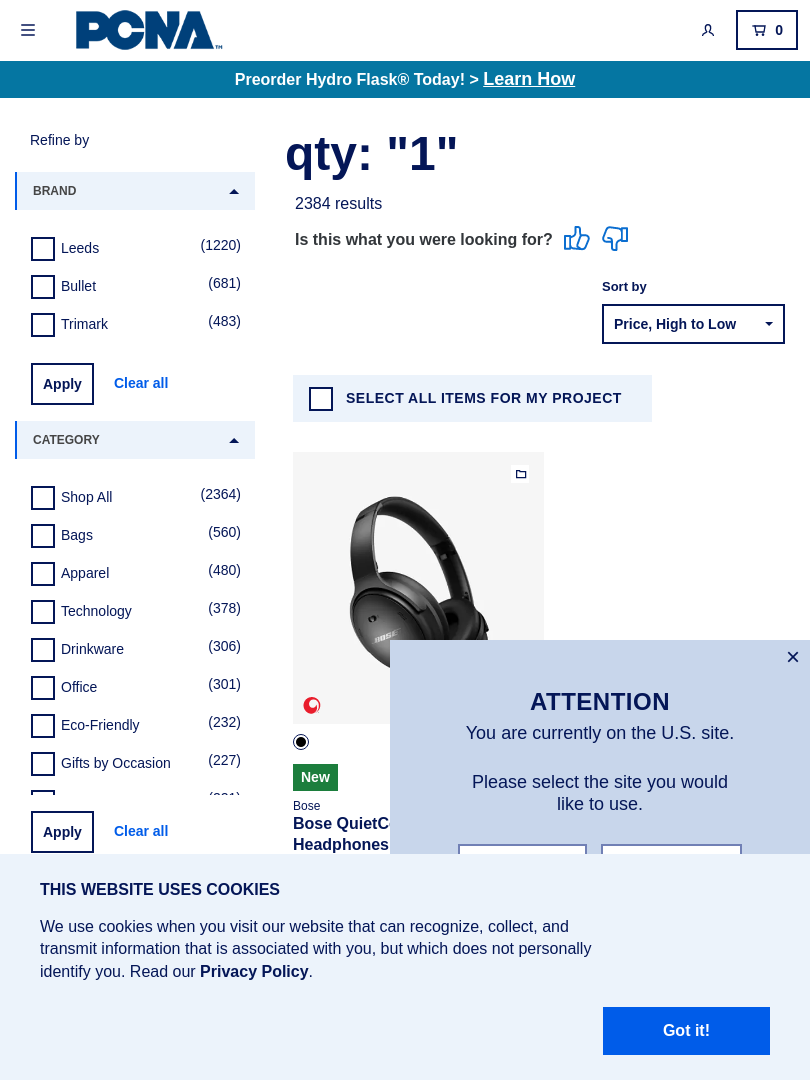 PCNA™
0
Preorder Hydro Flask® Today! > Learn How
Refine by
BRAND
Leeds (1220)
Bullet (681)
Trimark (483)
Apply Clear all
CATEGORY
Shop All (2364)
Bags (560)
Apparel (480)
Technology (378)
Drinkware (306)
Office (301)
Eco-Friendly (232)
Gifts by Occasion (227)
Apply Clear all
qty: "1"
2384 results
Is this what you were looking for?
Sort by
Price, High to Low
SELECT ALL ITEMS FOR MY PROJECT
BOSE
New
Bose
Bose QuietC
Headphones
×
ATTENTION
You are currently on the U.S. site.
Please select the site you would
like to use.
THIS WEBSITE USES COOKIES
We use cookies when you visit our website that can recognize, collect, and
transmit information that is associated with you, but which does not personally
identify you. Read our Privacy Policy.
Got it!